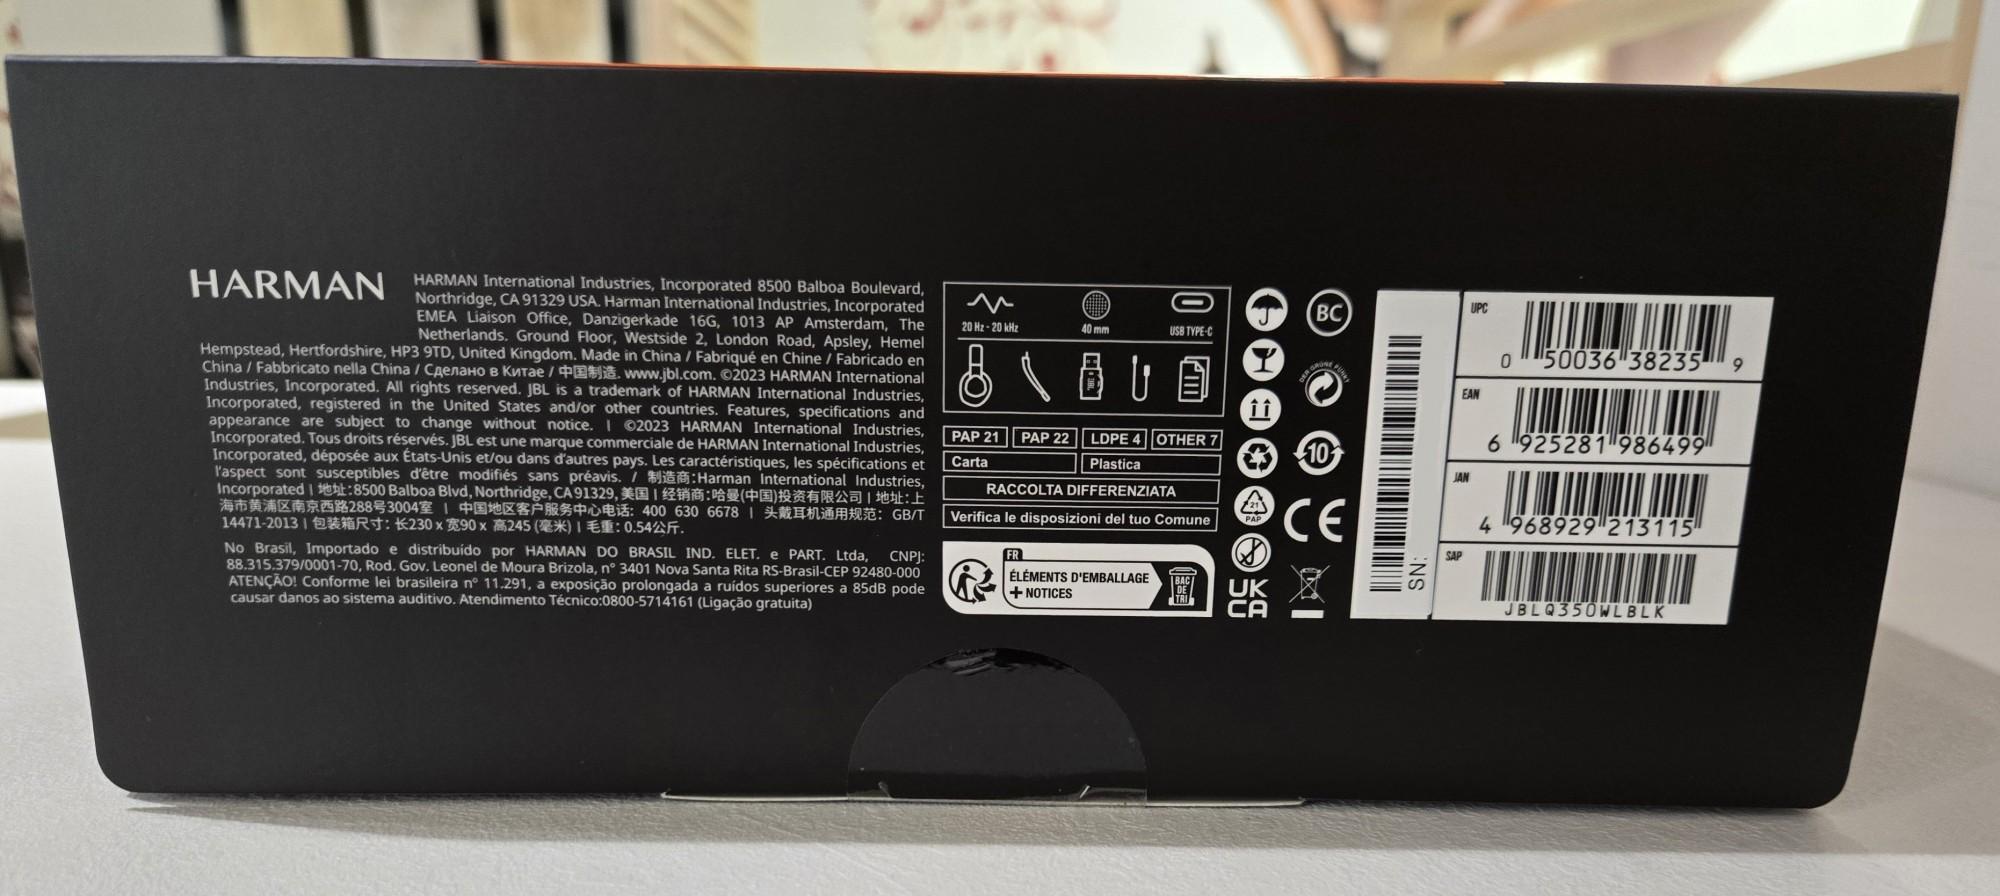 HARMAN
HARMAN International Industries, Incorporated 8500 Balboa Boulevard,
Northridge, CA 91329 USA. Harman International Industries, Incorporated
EMEA Liaison Office, Danzigerkade 16G, 1013 AP Amsterdam, The
Netherlands. Ground Floor, Westside 2, London Road, Apsley, Hemel
Hempstead, Hertfordshire, HP3 9TD, United Kingdom. Made in China / Fabriqué en Chine / Fabricado en
China / Fabbricato nella China / Сделано в Китае / 中国制造. www.jbl.com. ©2023 HARMAN International
Industries, Incorporated. All rights reserved. JBL is a trademark of HARMAN International Industries,
Incorporated, registered in the United States and/or other countries. Features, specifications and
appearance are subject to change without notice. | ©2023 HARMAN International Industries,
Incorporated. Tous droits réservés. JBL est une marque commerciale de HARMAN International Industries,
Incorporated, déposée aux États-Unis et/ou dans d'autres pays. Les caractéristiques, les spécifications et
l'aspect sont susceptibles d'être modifiés sans préavis. / 制造商:Harman International Industries,
Incorporated | 地址:8500 Balboa Blvd, Northridge, CA 91329, 美国 | 经销商:哈曼(中国)投资有限公司 | 地址:上
海市黄浦区南京西路288号3004室 | 中国地区客户服务中心电话: 400 630 6678 | 头戴耳机通用规范: GB/T
14471-2013 | 包装箱尺寸: 长230 x 宽90 x 高245 (毫米) | 毛重: 0.54公斤.
No Brasil, Importado e distribuído por HARMAN DO BRASIL IND. ELET. e PART. Ltda, CNPJ:
88.315.379/0001-70, Rod. Gov. Leonel de Moura Brizola, n° 3401 Nova Santa Rita RS-Brasil-CEP 92480-000
ATENÇÃO! Conforme lei brasileira n° 11.291, a exposição prolongada a ruídos superiores a 85dB pode
causar danos ao sistema auditivo. Atendimento Técnico:0800-5714161 (Ligação gratuita)
20 Hz - 20 kHz
40 mm
USB TYPE-C
JBL
PAP 21
PAP 22
LDPE 4
OTHER 7
Carta
Plastica
RACCOLTA DIFFERENZIATA
Verifica le disposizioni del tuo Comune
FR
ÉLÉMENTS D'EMBALLAGE
+ NOTICES
BAC
DE
TRI
BC
DER GRÜNE PUNKT
10
21
PAP
CE
UK
CA
SN:
UPC
0 50036 38235 9
EAN
6 925281 986499
JAN
4 968929 213115
SAP
JBLQ350WLBLK